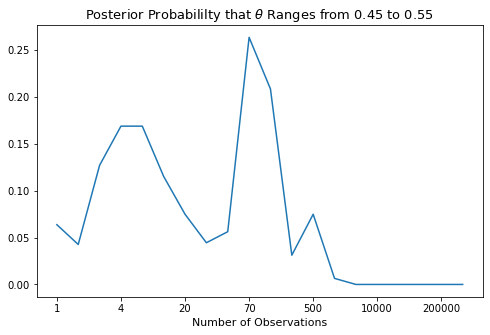 Posterior Probabililty that θ Ranges from 0.45 to 0.55
0.25
0.20
0.15
0.10
0.05
0.00
1 4 20 70 500 10000 200000
Number of Observations